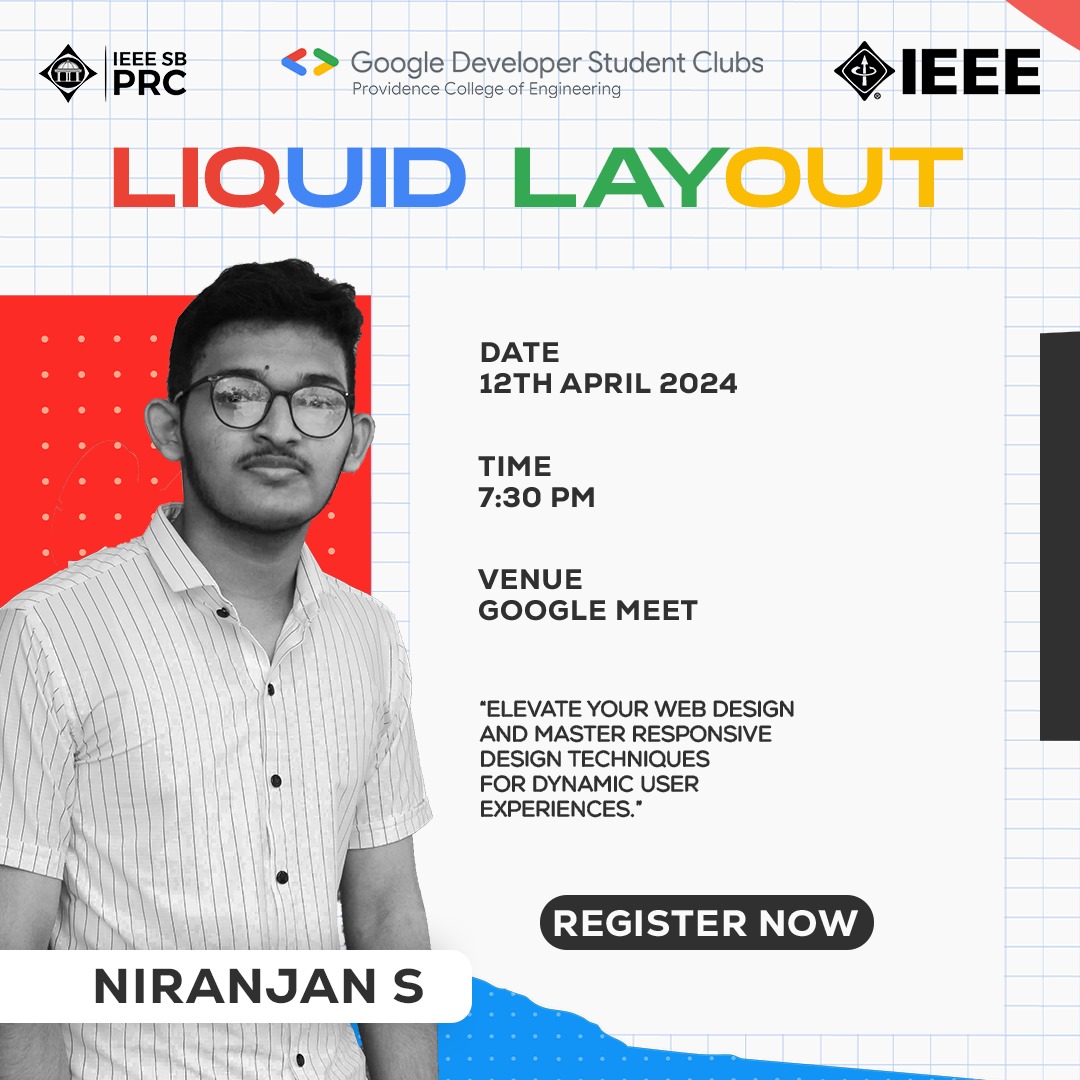 IEEE SB
PRC
Google Developer Student Clubs
Providence College of Engineering
IEEE
LIQUID LAYOUT
DATE
12TH APRIL 2024
TIME
7:30 PM
VENUE
GOOGLE MEET
“ELEVATE YOUR WEB DESIGN
AND MASTER RESPONSIVE
DESIGN TECHNIQUES
FOR DYNAMIC USER
EXPERIENCES.”
REGISTER NOW
NIRANJAN S